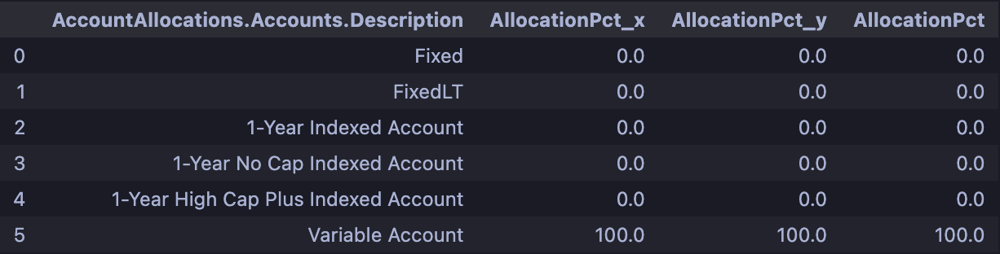 AccountAllocations.Accounts.Description AllocationPct_x AllocationPct_y AllocationPct
0 Fixed 0.0 0.0 0.0
1 FixedLT 0.0 0.0 0.0
2 1-Year Indexed Account 0.0 0.0 0.0
3 1-Year No Cap Indexed Account 0.0 0.0 0.0
4 1-Year High Cap Plus Indexed Account 0.0 0.0 0.0
5 Variable Account 100.0 100.0 100.0